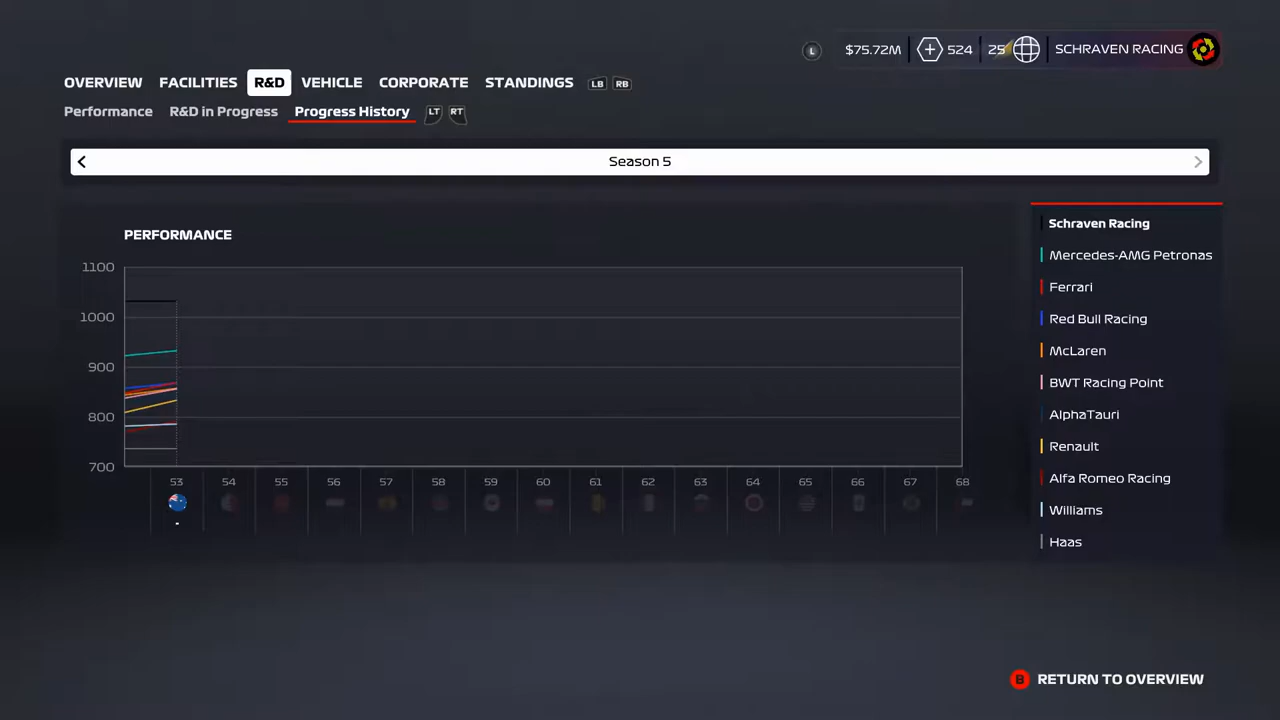 L $75.72M 524 25 SCHRAVEN RACING
OVERVIEW FACILITIES R&D VEHICLE CORPORATE STANDINGS LB RB
Performance R&D in Progress Progress History LT RT
Season 5
PERFORMANCE
1100
1000
900
800
700
53 54 55 56 57 58 59 60 61 62 63 64 65 66 67 68
Schraven Racing
Mercedes-AMG Petronas
Ferrari
Red Bull Racing
McLaren
BWT Racing Point
AlphaTauri
Renault
Alfa Romeo Racing
Williams
Haas
B RETURN TO OVERVIEW